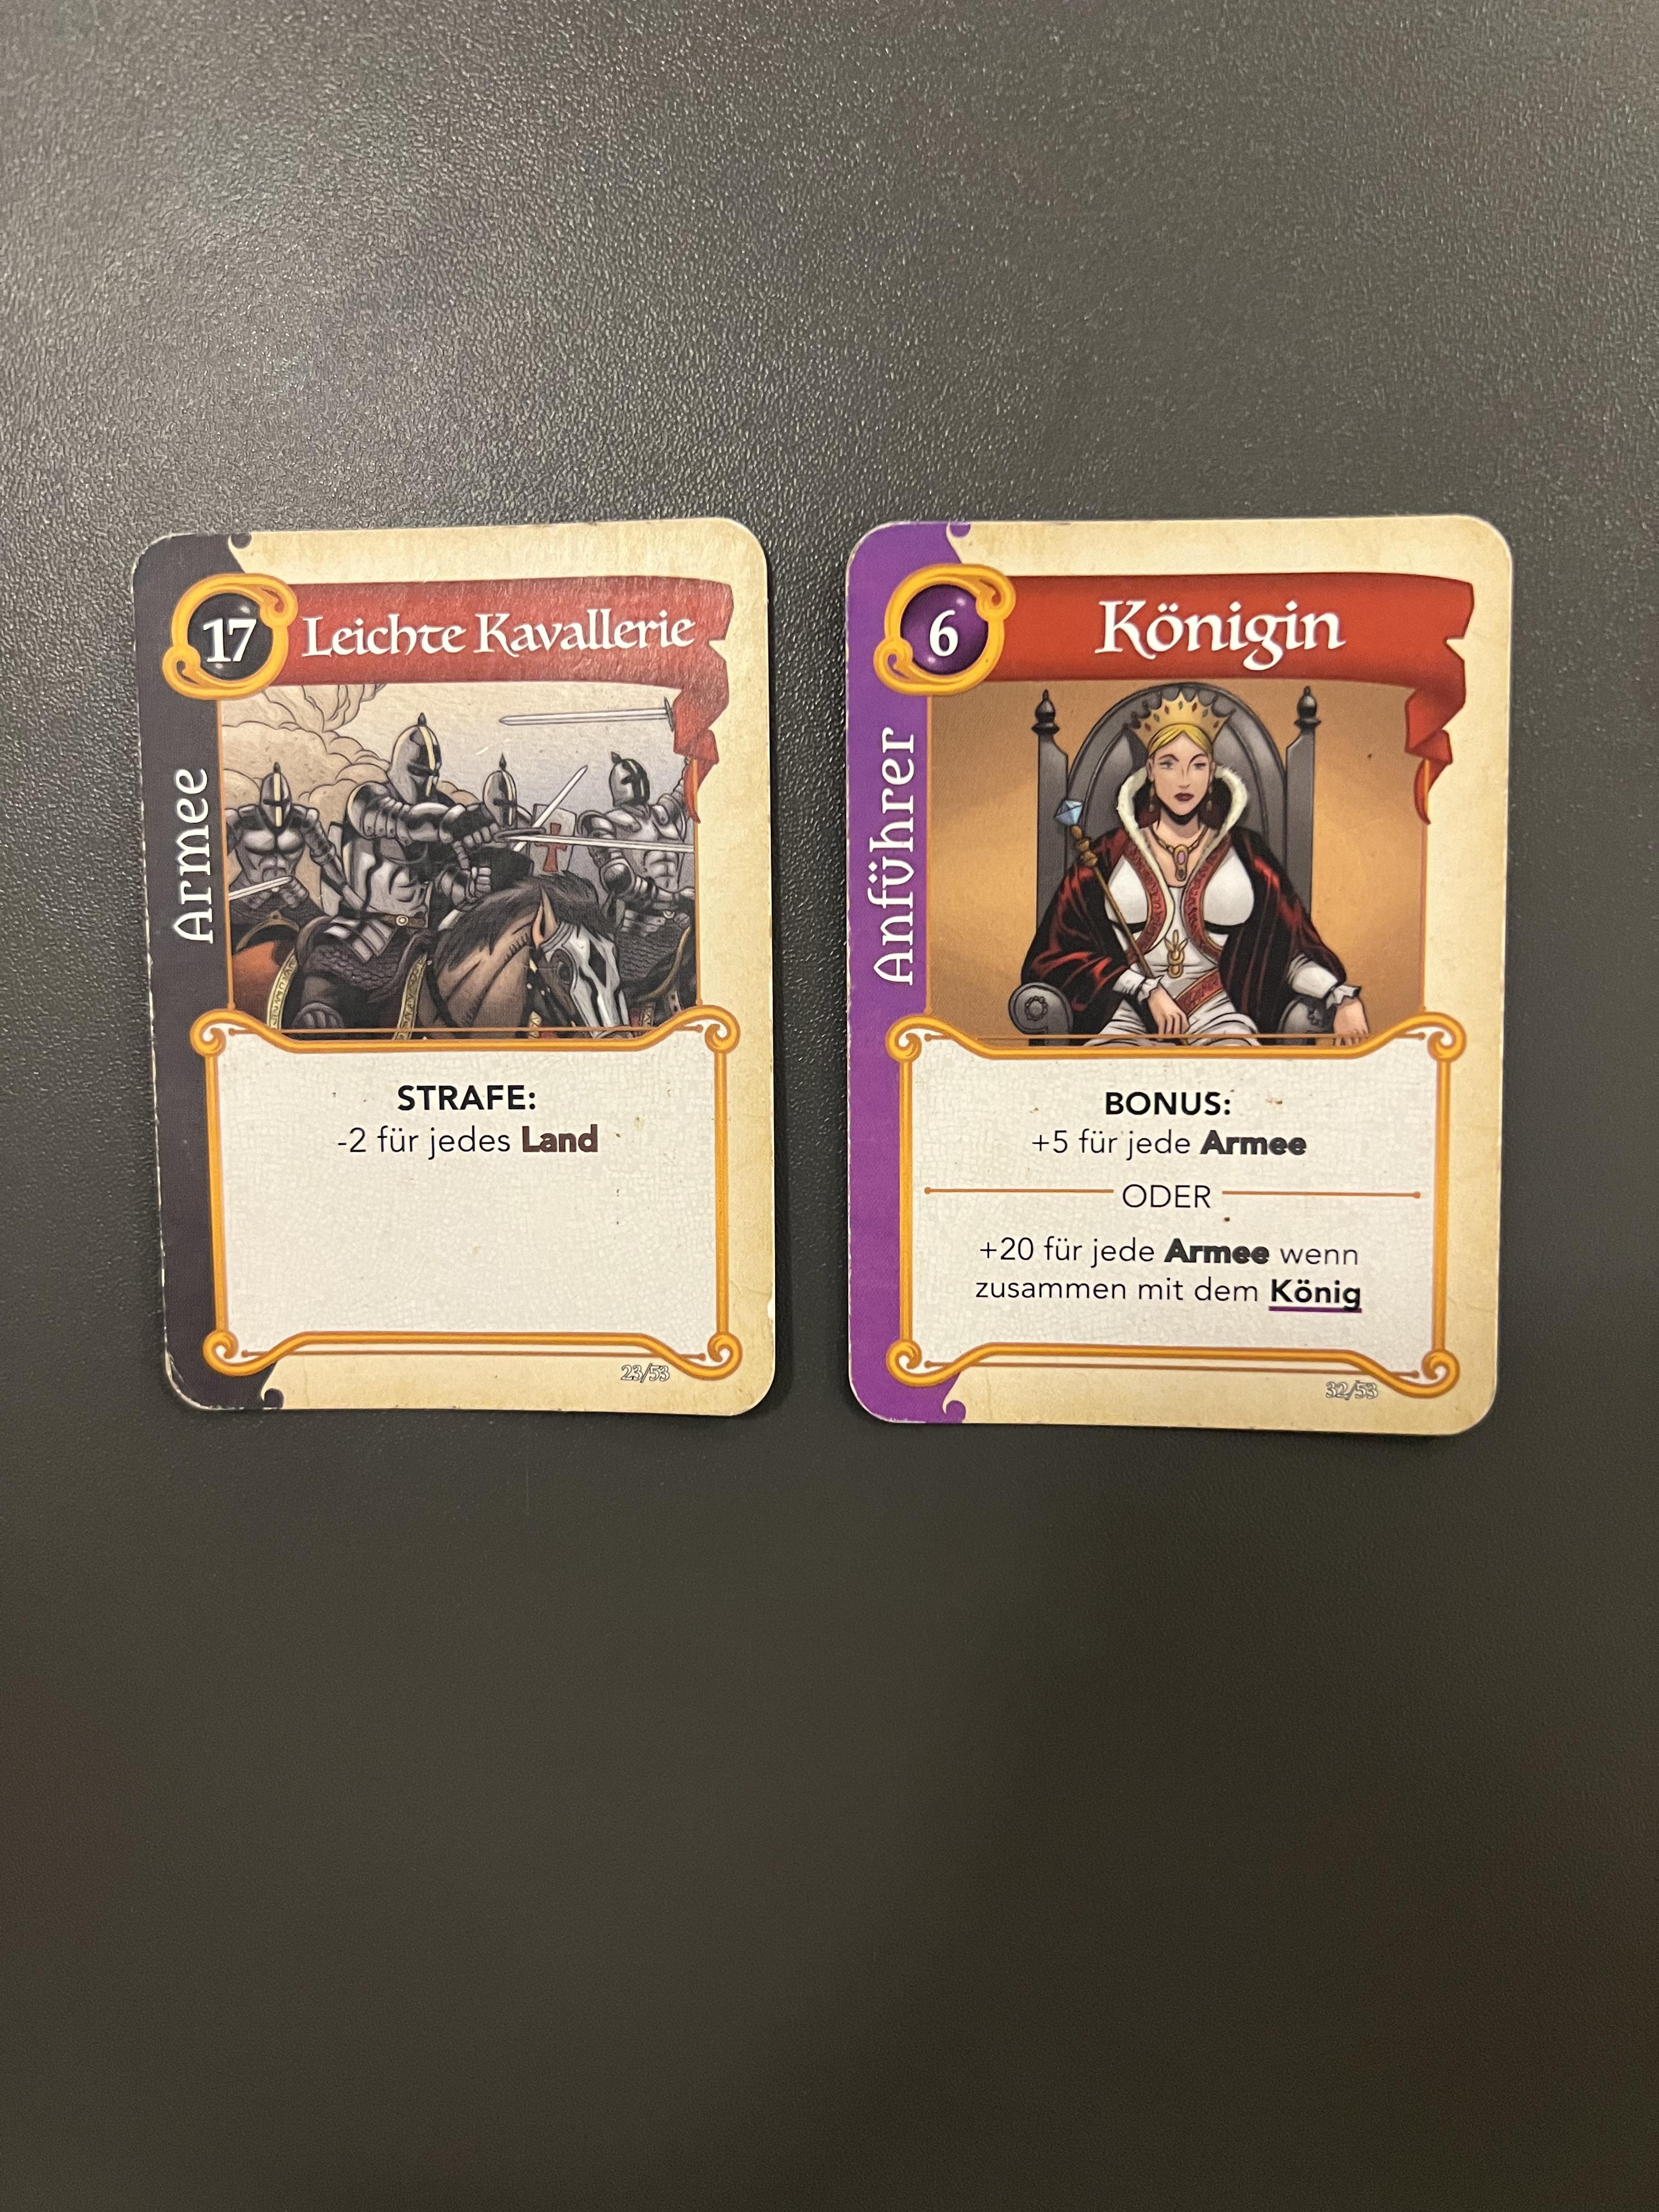 17
Leichte Kavallerie
Armee
STRAFE:
-2 für jedes Land
23/53
6
Königin
Anführer
BONUS:
+5 für jede Armee
ODER
+20 für jede Armee wenn
zusammen mit dem König
32/53